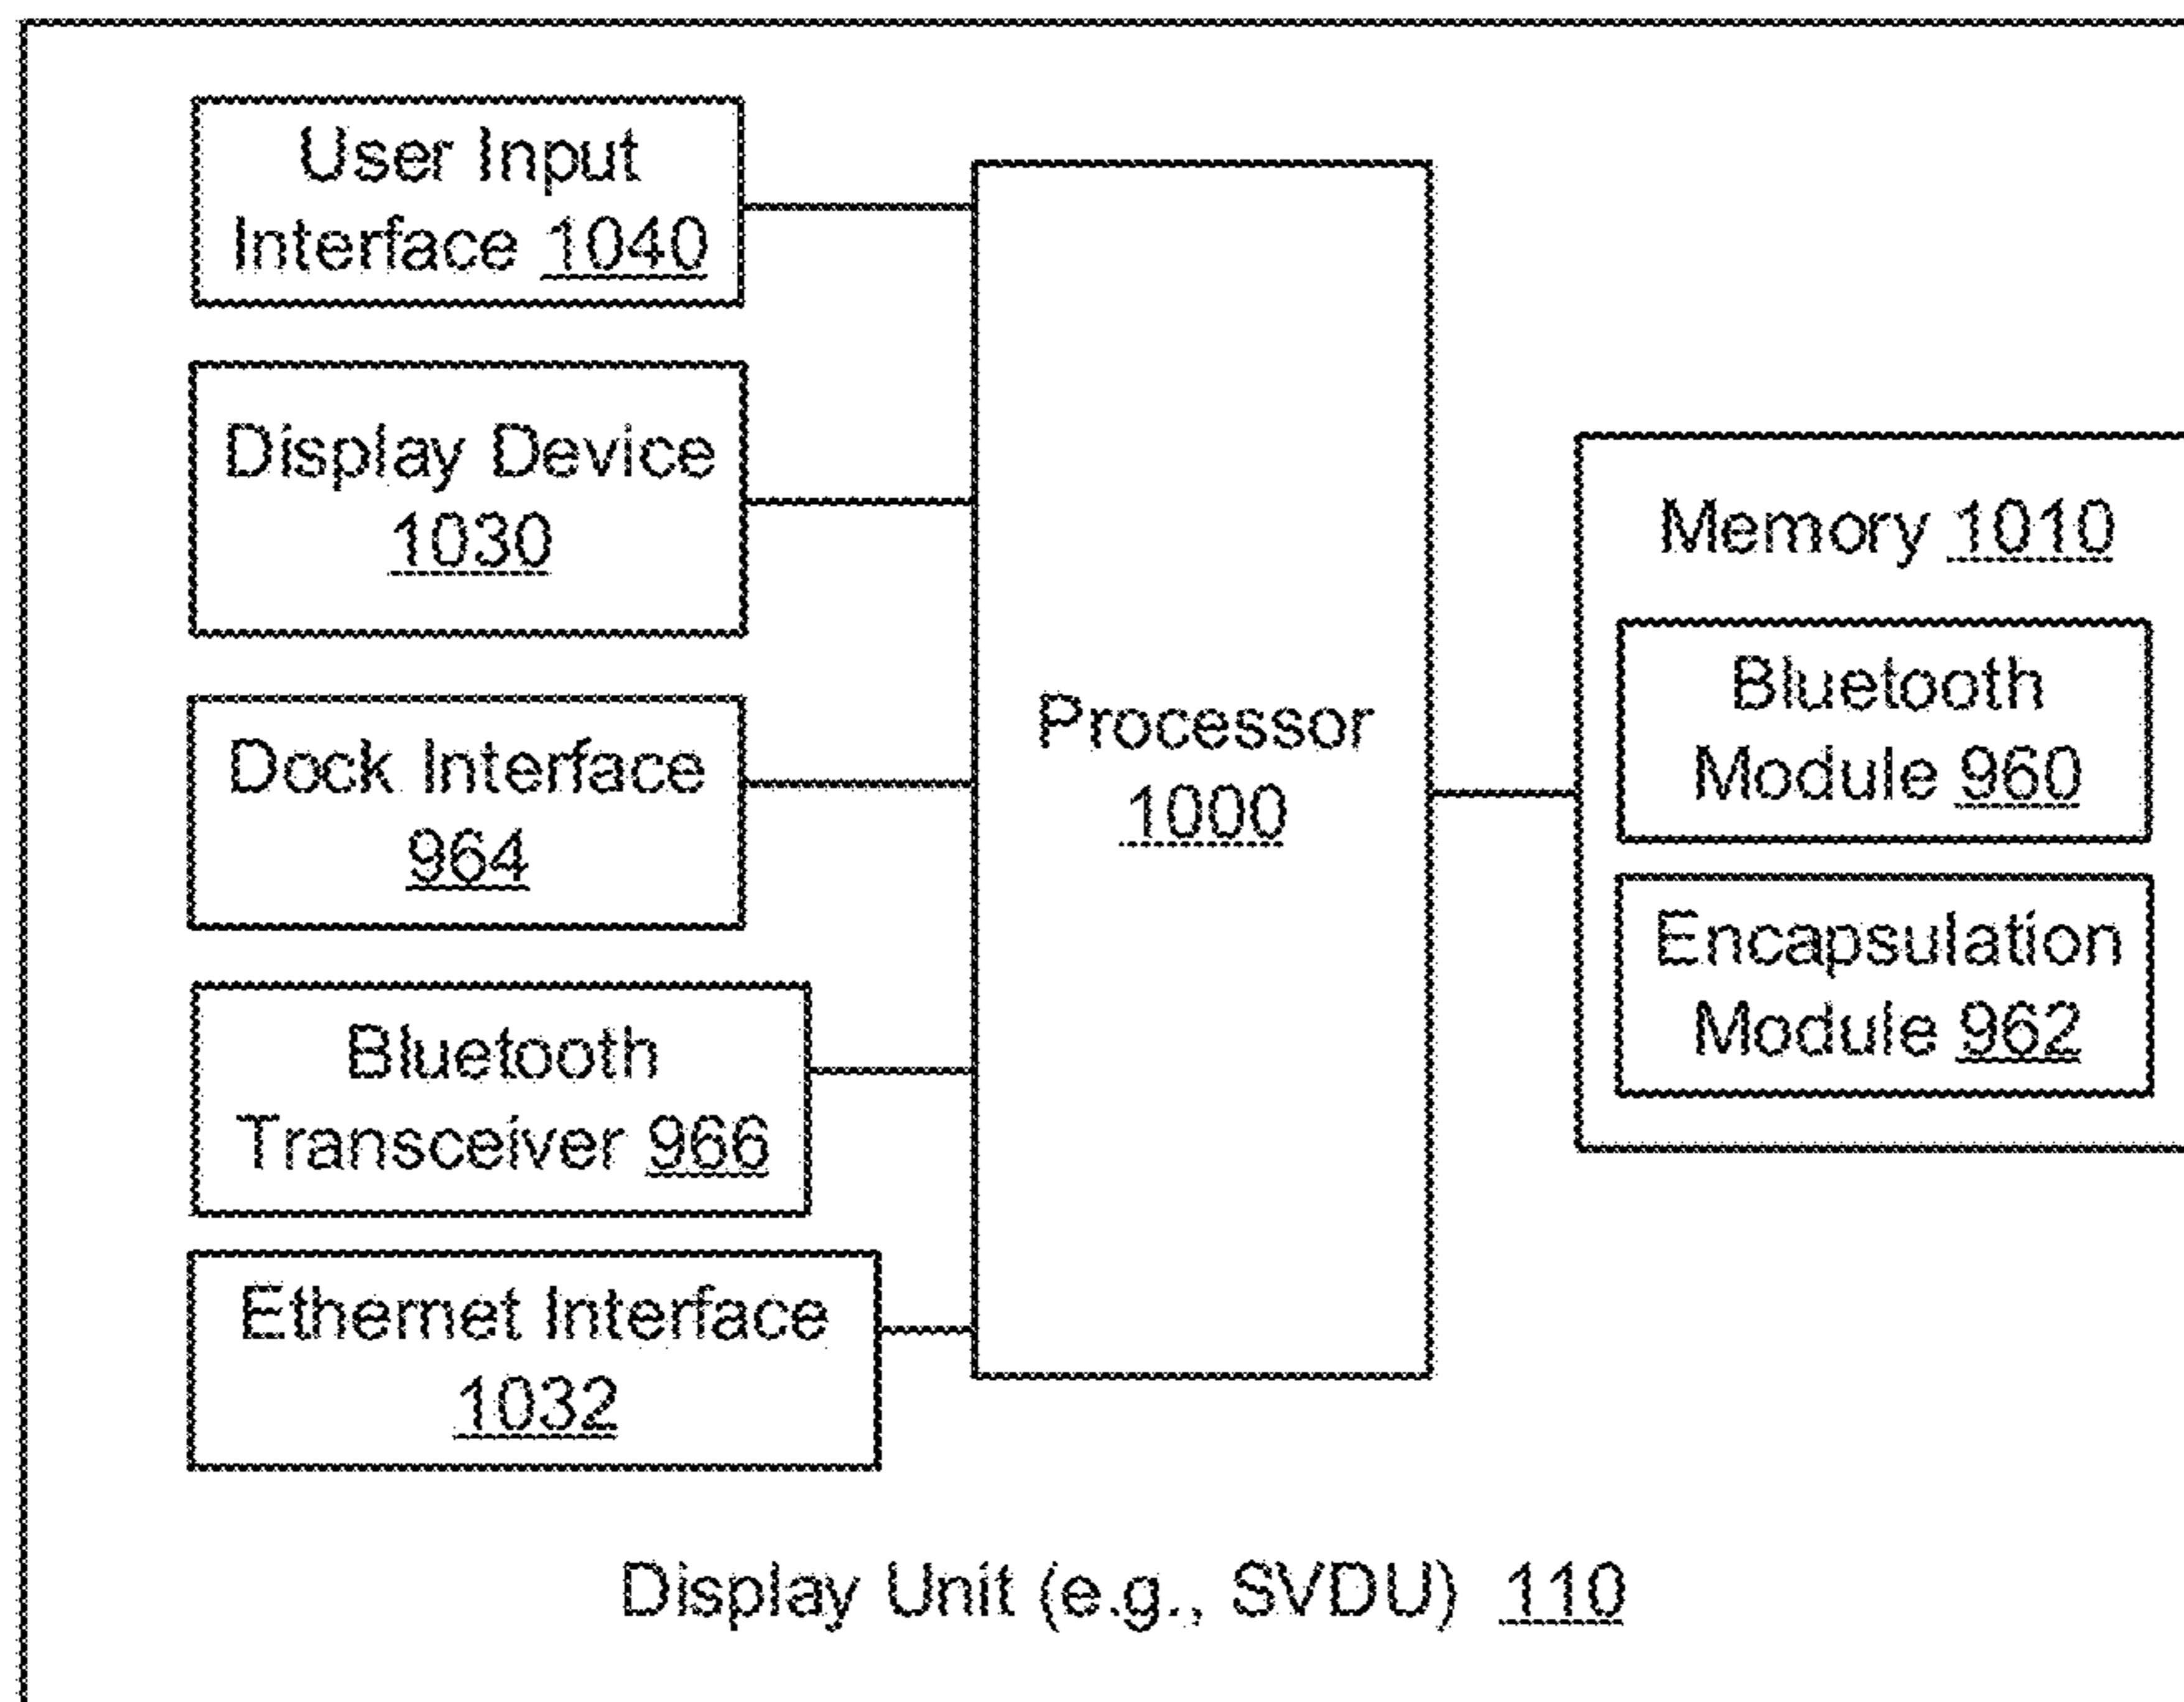 User Input
Interface 1040
Display Device
1030
Dock Interface
964
Bluetooth
Transceiver 966
Ethernet Interface
1032
Processor
1000
Memory 1010
Bluetooth
Module 960
Encapsulation
Module 962
Display Unit (e.g., SVDU) 110